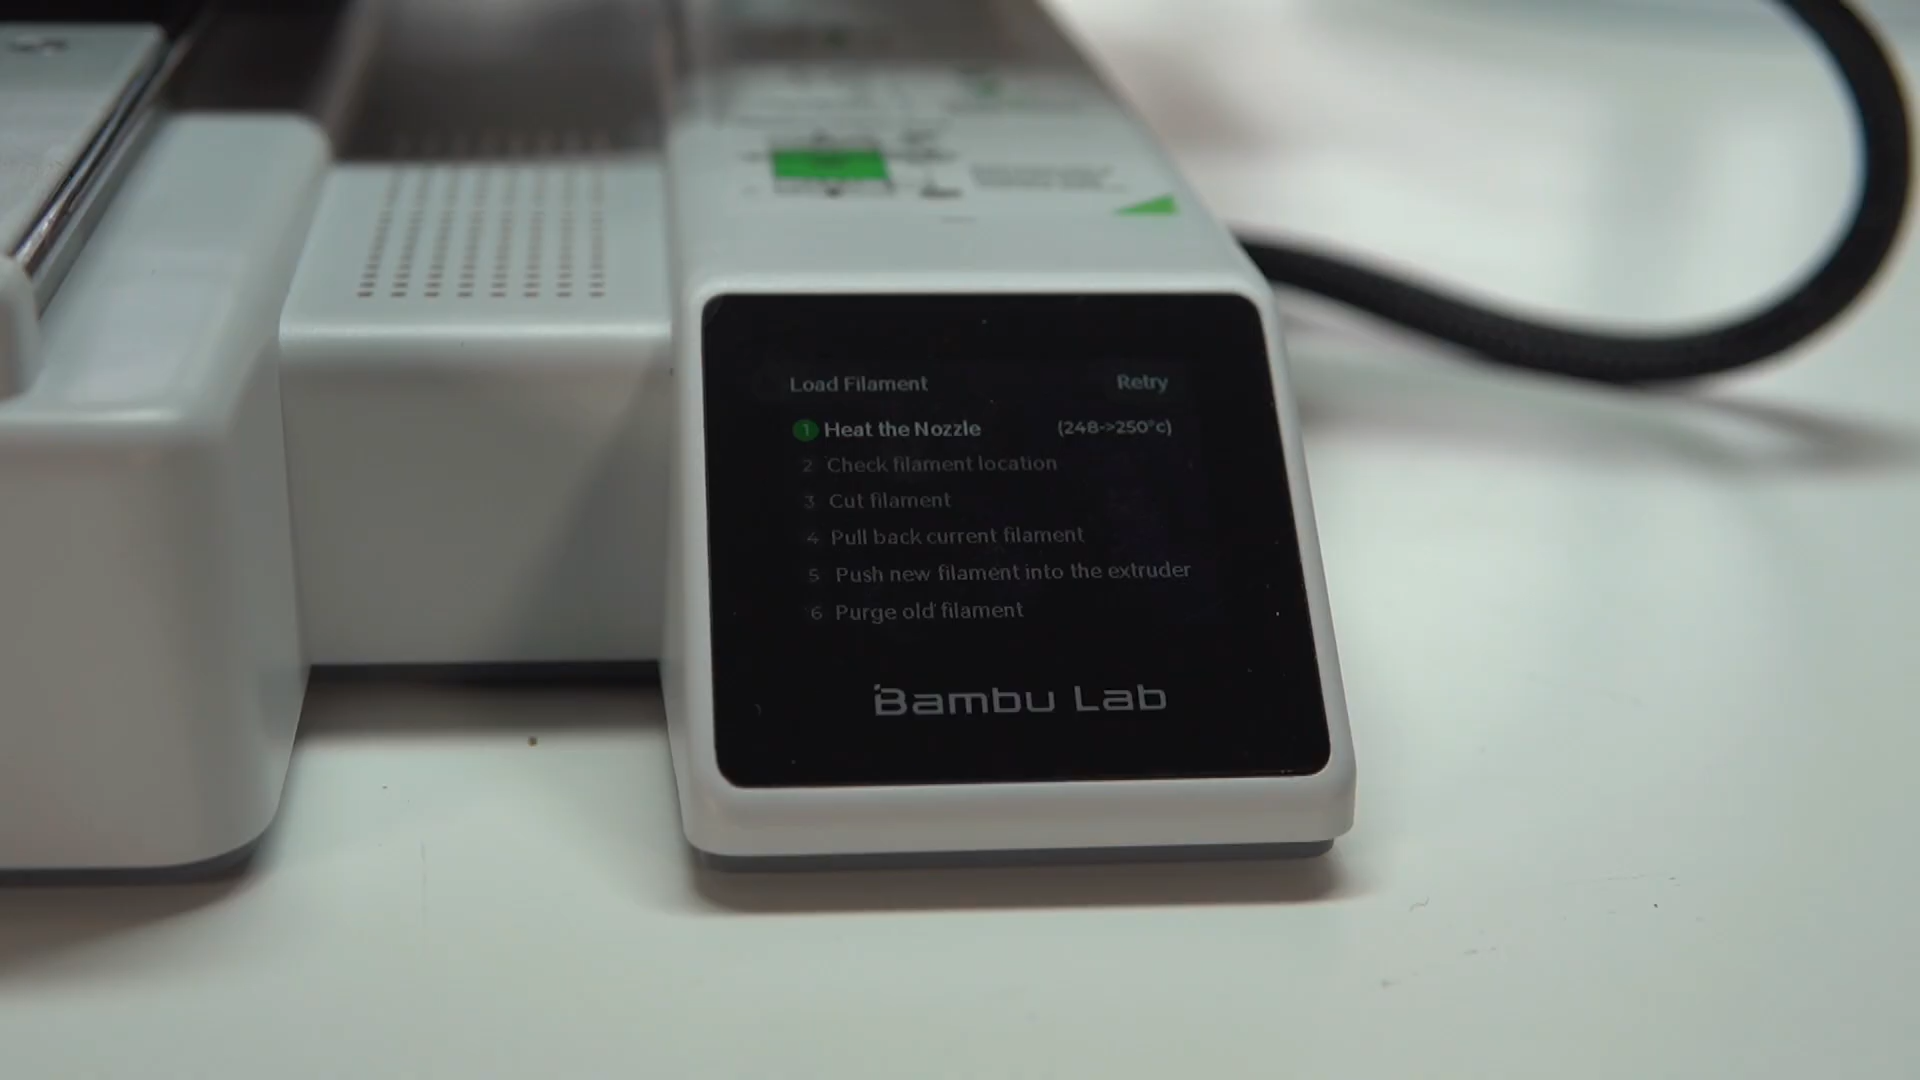 Load Filament Retry
1 Heat the Nozzle (248->250°c)
2 Check filament location
3 Cut filament
4 Pull back current filament
5 Push new filament into the extruder
6 Purge old filament
Bambu Lab